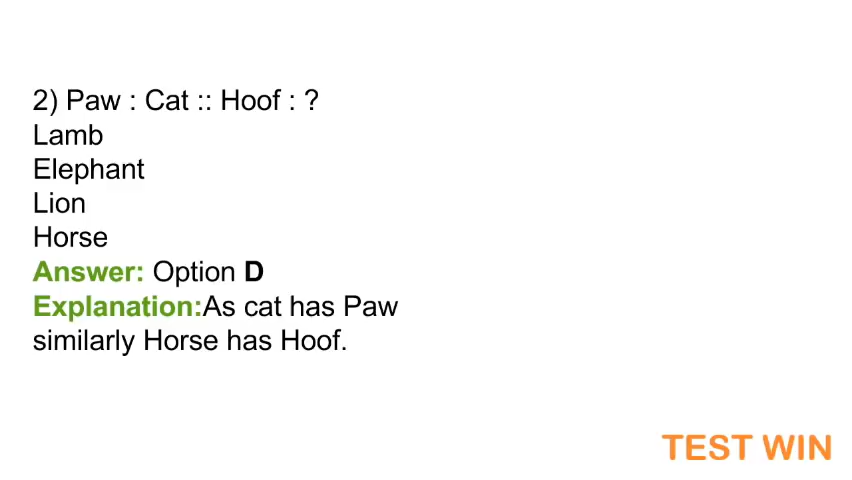 2) Paw : Cat :: Hoof : ?
Lamb
Elephant
Lion
Horse
Answer: Option D
Explanation:As cat has Paw
similarly Horse has Hoof.
TEST WIN